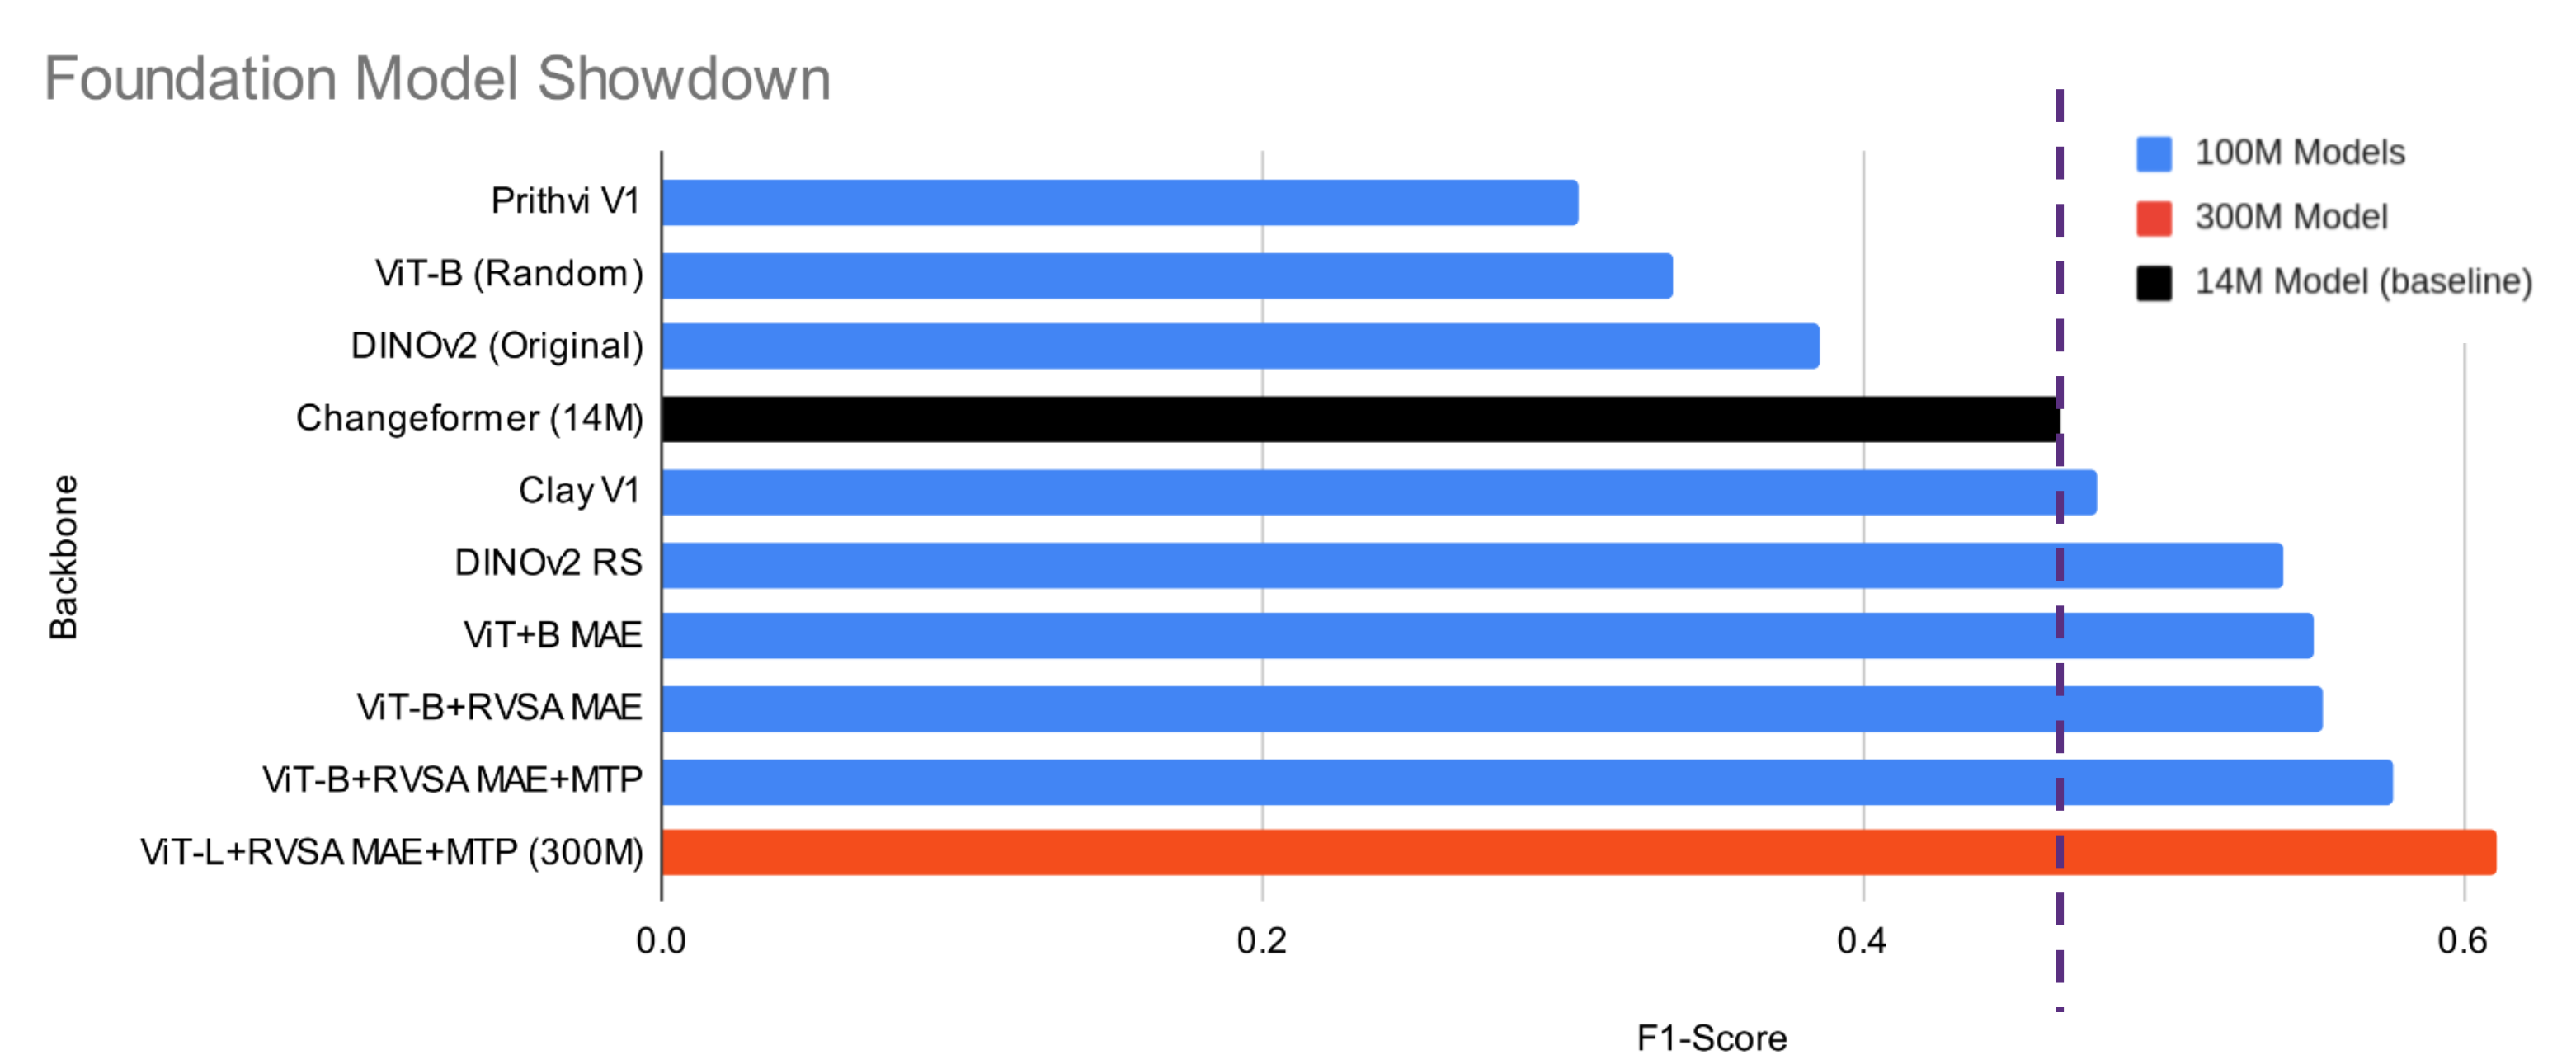 Foundation Model Showdown
100M Models
300M Model
14M Model (baseline)
Backbone
Prithvi V1
ViT-B (Random)
DINOv2 (Original)
Changeformer (14M)
Clay V1
DINOv2 RS
ViT+B MAE
ViT-B+RVSA MAE
ViT-B+RVSA MAE+MTP
ViT-L+RVSA MAE+MTP (300M)
0.0 0.2 0.4 0.6
F1-Score